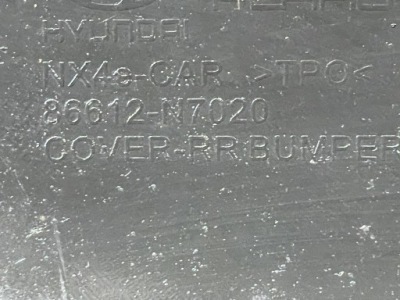 HYUNDAI
NX4e-CAR >TPO<
86612-N7020
COVER-RR BUMPER